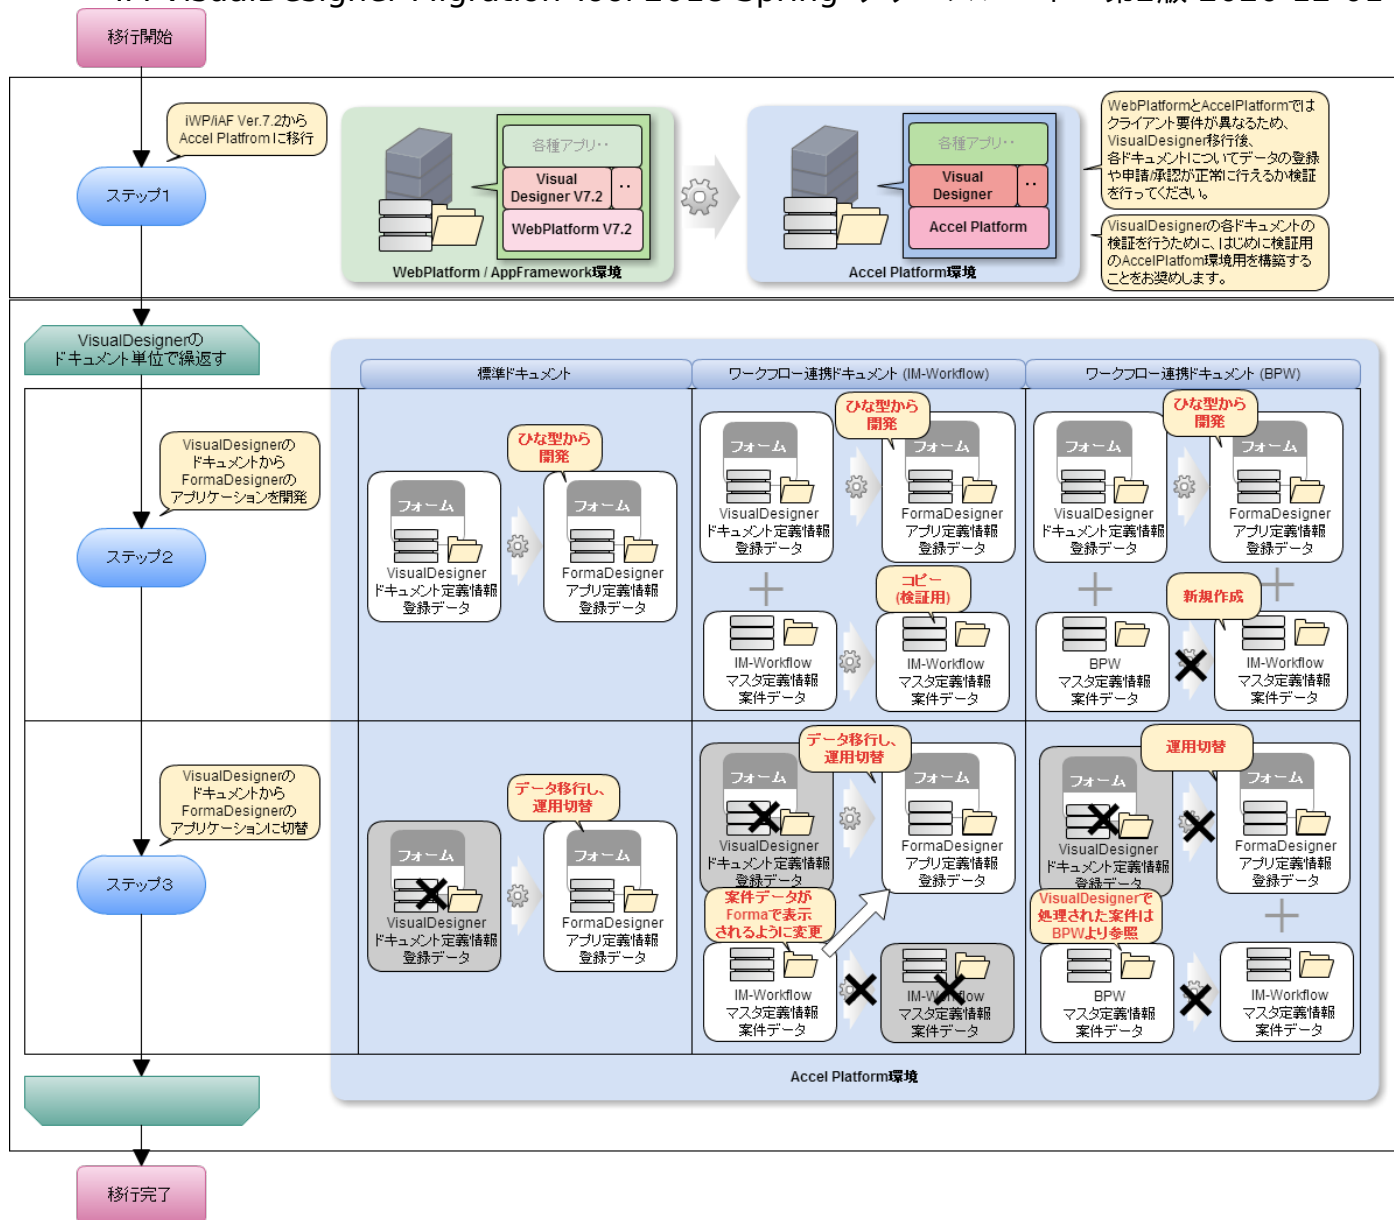 移行開始
iWP/iAF Ver.7.2から
Accel Platfromに移行
ステップ1
各種アプリ‥
Visual
Designer V7.2
‥
WebPlatform V7.2
WebPlatform / AppFramework環境
各種アプリ‥
Visual
Designer
‥
Accel Platform
Accel Platform環境
WebPlatformとAccelPlatformでは
クライアント要件が異なるため、
VisualDesigner移行後、
各ドキュメントについてデータの登録
や申請/承認が正常に行えるか検証
を行ってください。
VisualDesignerの各ドキュメントの
検証を行うために、はじめに検証用
のAccelPlatfom環境用を構築する
ことをお奨めします。
VisualDesignerの
ドキュメント単位で繰返す
標準ドキュメント
ワークフロー連携ドキュメント (IM-Workflow)
ワークフロー連携ドキュメント (BPW)
VisualDesignerの
ドキュメントから
FormaDesignerの
アプリケーションを開発
ステップ2
ひな型から
開発
フォーム
VisualDesigner
ドキュメント定義情報
登録データ
フォーム
FormaDesigner
アプリ定義情報
登録データ
ひな型から
開発
フォーム
VisualDesigner
ドキュメント定義情報
登録データ
フォーム
FormaDesigner
アプリ定義情報
登録データ
コピー
(検証用)
IM-Workflow
マスタ定義情報
案件データ
IM-Workflow
マスタ定義情報
案件データ
ひな型から
開発
フォーム
VisualDesigner
ドキュメント定義情報
登録データ
フォーム
FormaDesigner
アプリ定義情報
登録データ
新規作成
BPW
マスタ定義情報
案件データ
IM-Workflow
マスタ定義情報
案件データ
VisualDesignerの
ドキュメントから
FormaDesignerの
アプリケーションに切替
ステップ3
データ移行し、
運用切替
フォーム
VisualDesigner
ドキュメント定義情報
登録データ
フォーム
FormaDesigner
アプリ定義情報
登録データ
データ移行し、
運用切替
フォーム
VisualDesigner
ドキュメント定義情報
登録データ
フォーム
FormaDesigner
アプリ定義情報
登録データ
案件データが
Formaで表示
されるように変更
IM-Workflow
マスタ定義情報
案件データ
IM-Workflow
マスタ定義情報
案件データ
運用切替
フォーム
VisualDesigner
ドキュメント定義情報
登録データ
フォーム
FormaDesigner
アプリ定義情報
登録データ
VisualDesignerで
処理された案件は
BPWより参照
BPW
マスタ定義情報
案件データ
IM-Workflow
マスタ定義情報
案件データ
Accel Platform環境
移行完了